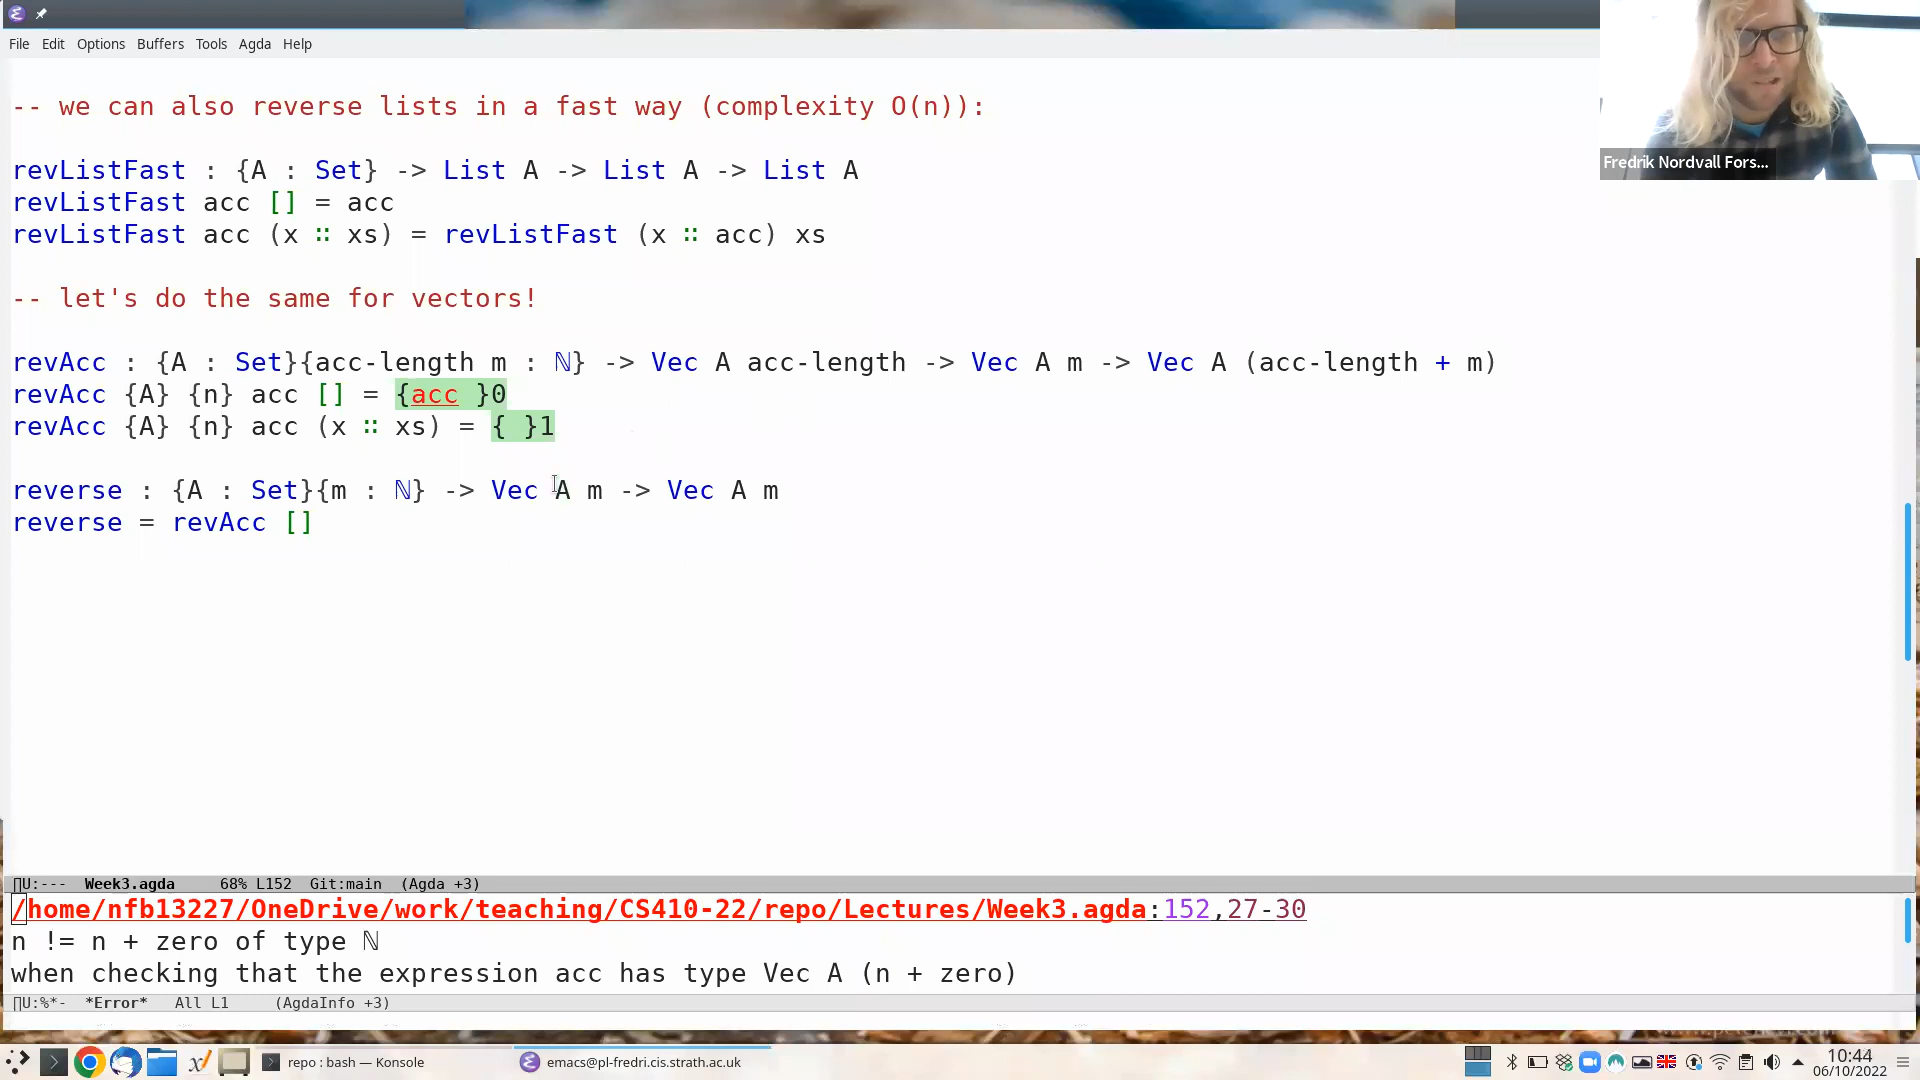 File Edit Options Buffers Tools Agda Help
-- we can also reverse lists in a fast way (complexity O(n)):
revListFast : {A : Set} -> List A -> List A -> List A
revListFast acc [] = acc
revListFast acc (x ∷ xs) = revListFast (x ∷ acc) xs
-- let's do the same for vectors!
revAcc : {A : Set}{acc-length m : ℕ} -> Vec A acc-length -> Vec A m -> Vec A (acc-length + m)
revAcc {A} {n} acc [] = {acc }0
revAcc {A} {n} acc (x ∷ xs) = { }1
reverse : {A : Set}{m : ℕ} -> Vec A m -> Vec A m
reverse = revAcc []
Fredrik Nordvall Fors...
U:--- Week3.agda 68% L152 Git:main (Agda +3)
/home/nfb13227/OneDrive/work/teaching/CS410-22/repo/Lectures/Week3.agda:152,27-30
n != n + zero of type ℕ
when checking that the expression acc has type Vec A (n + zero)
U:%*- *Error* All L1 (AgdaInfo +3)
repo : bash — Konsole
emacs@pl-fredri.cis.strath.ac.uk
10:44
06/10/2022